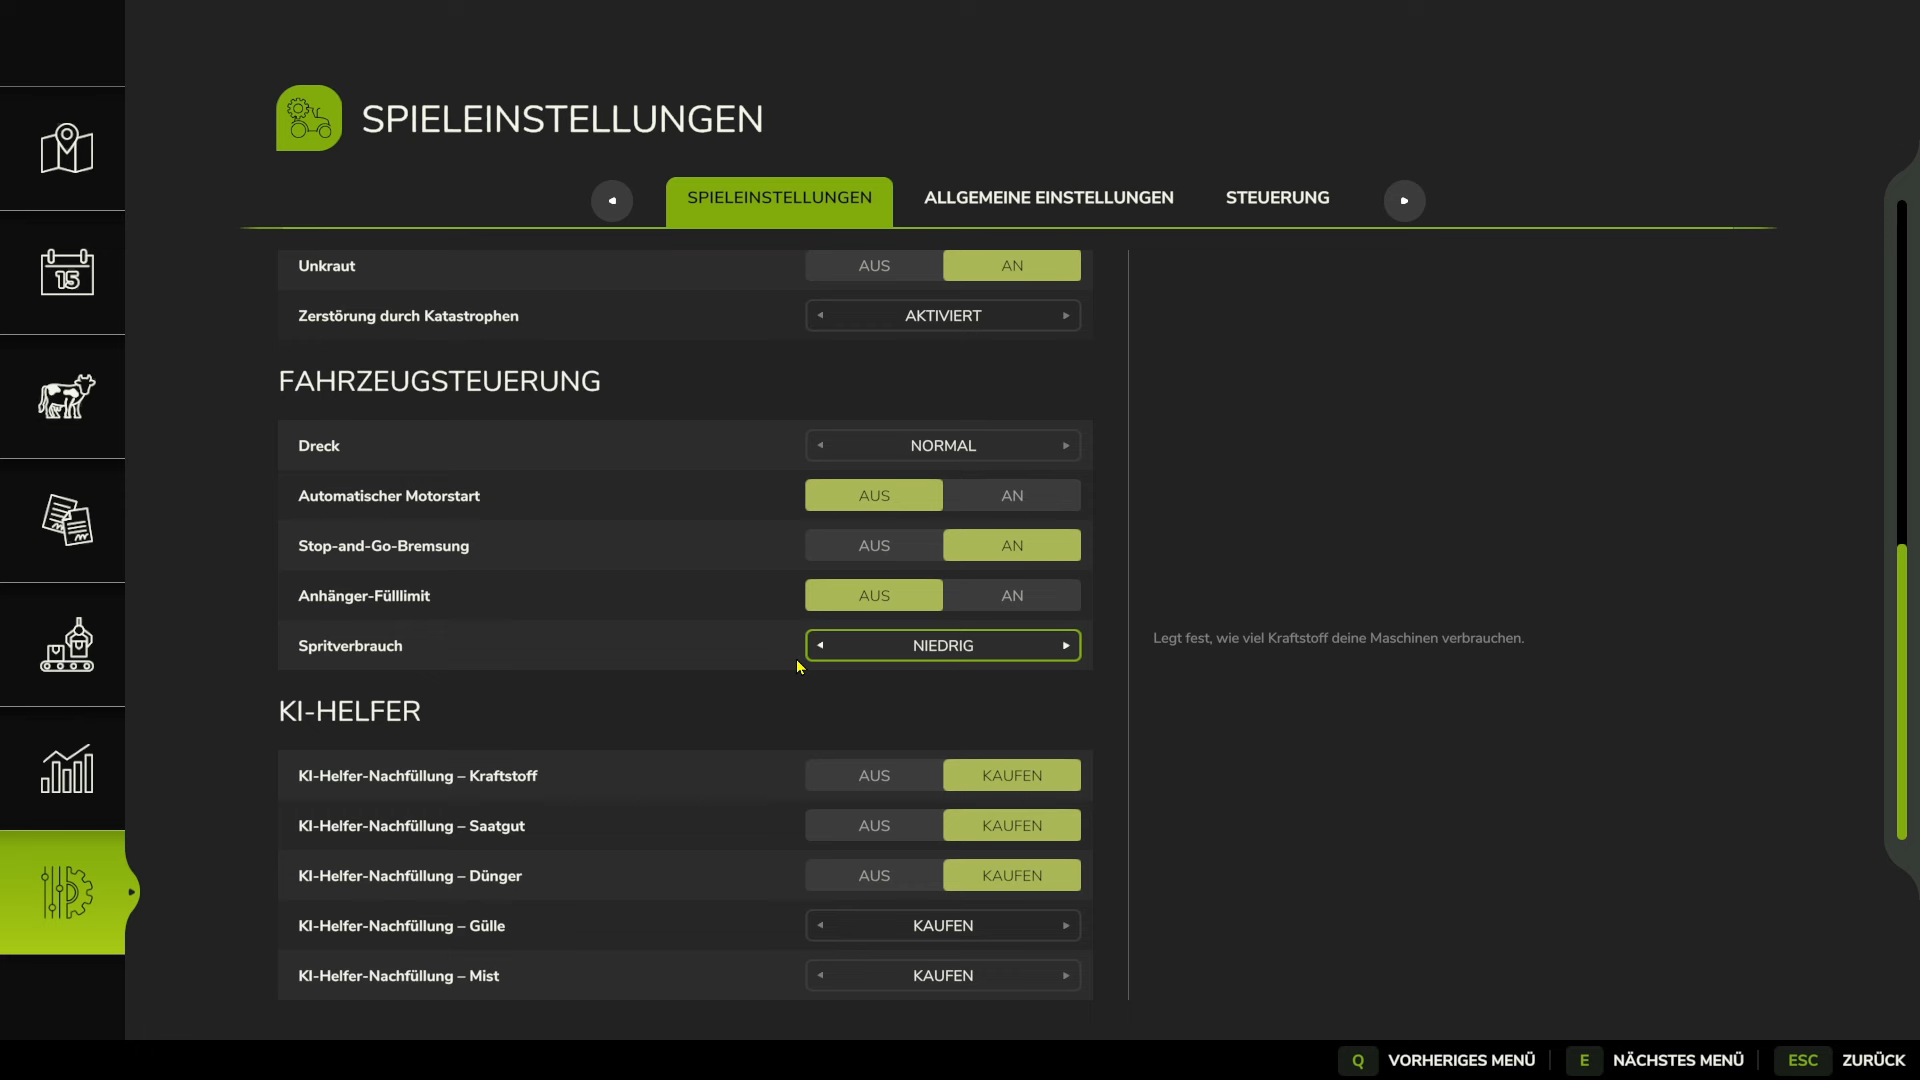 SPIELEINSTELLUNGEN
SPIELEINSTELLUNGEN ALLGEMEINE EINSTELLUNGEN STEUERUNG
15
Unkraut AUS AN
Zerstörung durch Katastrophen AKTIVIERT
FAHRZEUGSTEUERUNG
Dreck NORMAL
Automatischer Motorstart AUS AN
Stop-and-Go-Bremsung AUS AN
Anhänger-Fülllimit AUS AN
Spritverbrauch NIEDRIG
Legt fest, wie viel Kraftstoff deine Maschinen verbrauchen.
KI-HELFER
KI-Helfer-Nachfüllung – Kraftstoff AUS KAUFEN
KI-Helfer-Nachfüllung – Saatgut AUS KAUFEN
KI-Helfer-Nachfüllung – Dünger AUS KAUFEN
KI-Helfer-Nachfüllung – Gülle KAUFEN
KI-Helfer-Nachfüllung – Mist KAUFEN
Q VORHERIGES MENÜ E NÄCHSTES MENÜ ESC ZURÜCK